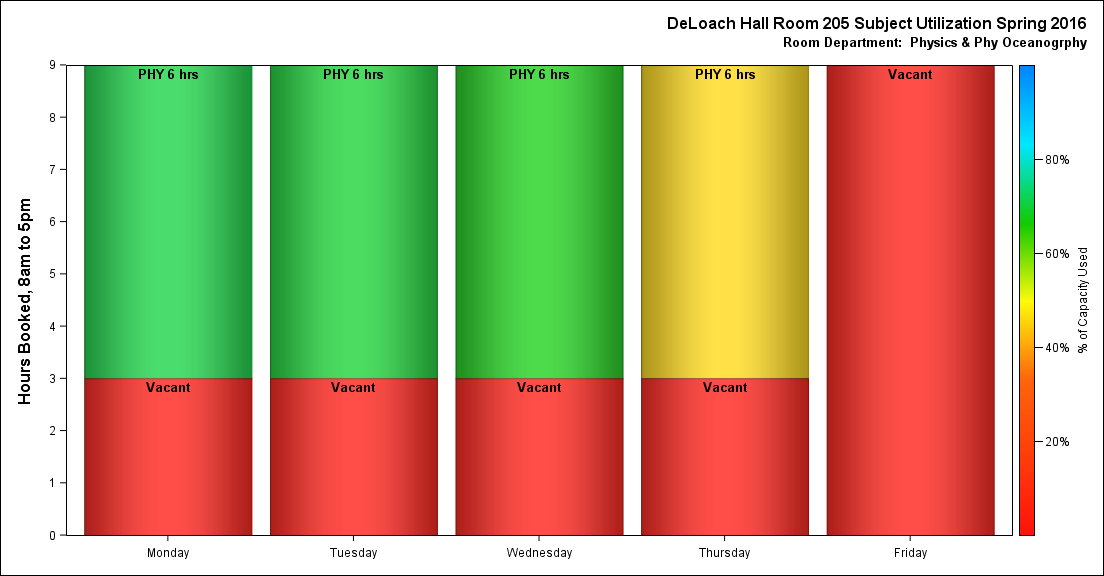 DeLoach Hall Room 205 Subject Utilization Spring 2016
Room Department:  Physics & Phy Oceanogrphy
Hours Booked, 8am to 5pm
9
8
7
6
5
4
3
2
1
0
PHY 6 hrs
PHY 6 hrs
PHY 6 hrs
PHY 6 hrs
Vacant
Vacant
Vacant
Vacant
Vacant
Monday
Tuesday
Wednesday
Thursday
Friday
80%
60%
40%
20%
% of Capacity Used